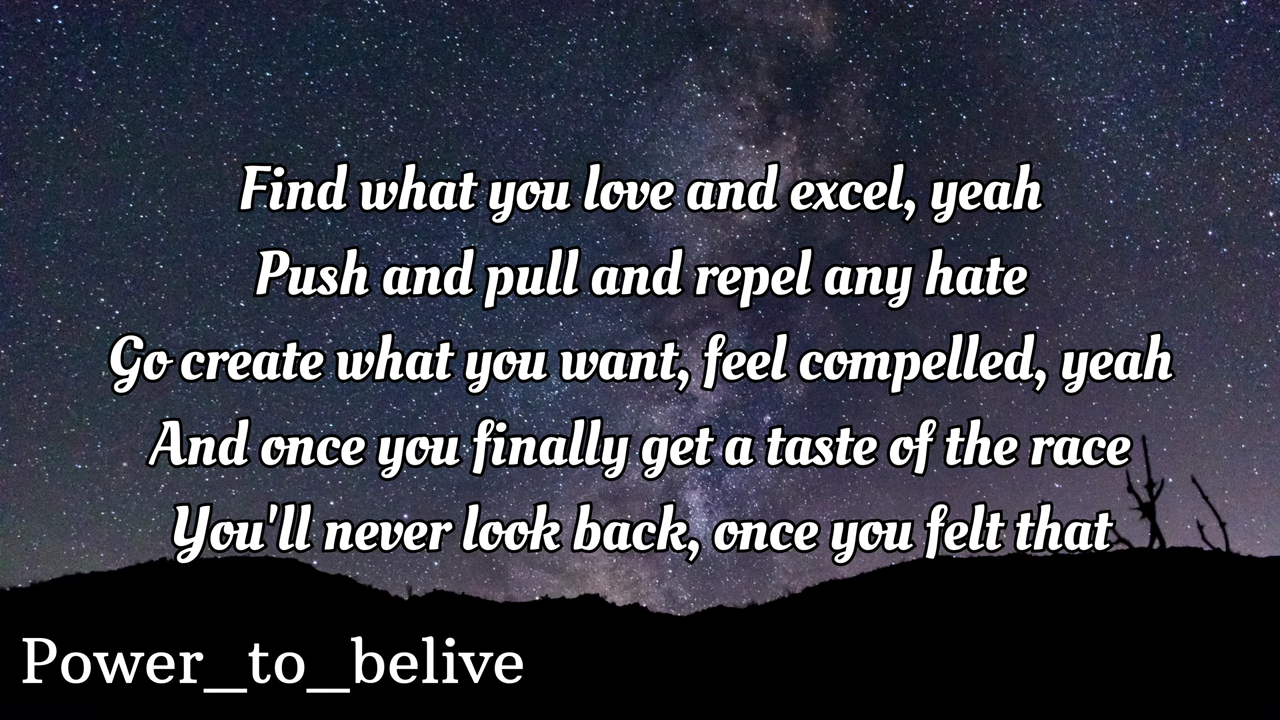 Find what you love and excel, yeah
Push and pull and repel any hate
Go create what you want, feel compelled, yeah
And once you finally get a taste of the race
You'll never look back, once you felt that
Power_to_belive